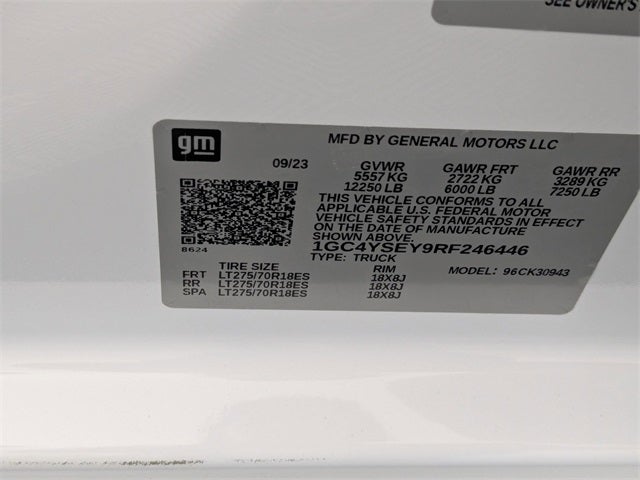 SEE OWNER'S
gm
MFD BY GENERAL MOTORS LLC
09/23 GVWR GAWR FRT GAWR RR
5557 KG 2722 KG 3289 KG
12250 LB 6000 LB 7250 LB
THIS VEHICLE CONFORMS TO ALL
APPLICABLE U.S. FEDERAL MOTOR
VEHICLE SAFETY STANDARDS IN EFFECT
ON THE DATE OF MANUFACTURE
SHOWN ABOVE.
8624 1GC4YSEY9RF246446
TYPE: TRUCK
TIRE SIZE RIM MODEL: 96CK30943
FRT LT275/70R18ES 18X8J
RR LT275/70R18ES 18X8J
SPA LT275/70R18ES 18X8J